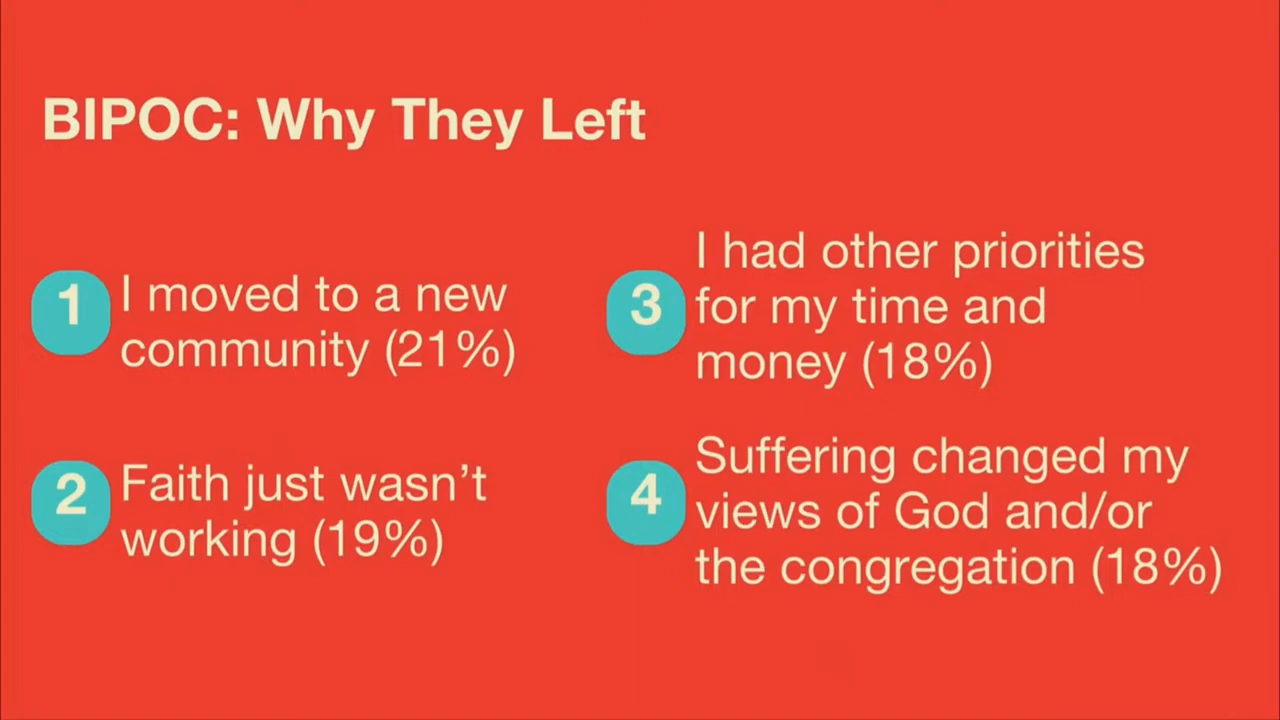 BIPOC: Why They Left
1
I moved to a new
community (21%)
2
Faith just wasn’t
working (19%)
3
I had other priorities
for my time and
money (18%)
4
Suffering changed my
views of God and/or
the congregation (18%)